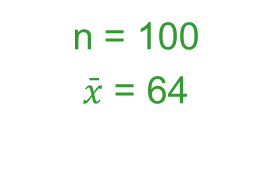 n = 100
x̄ = 64